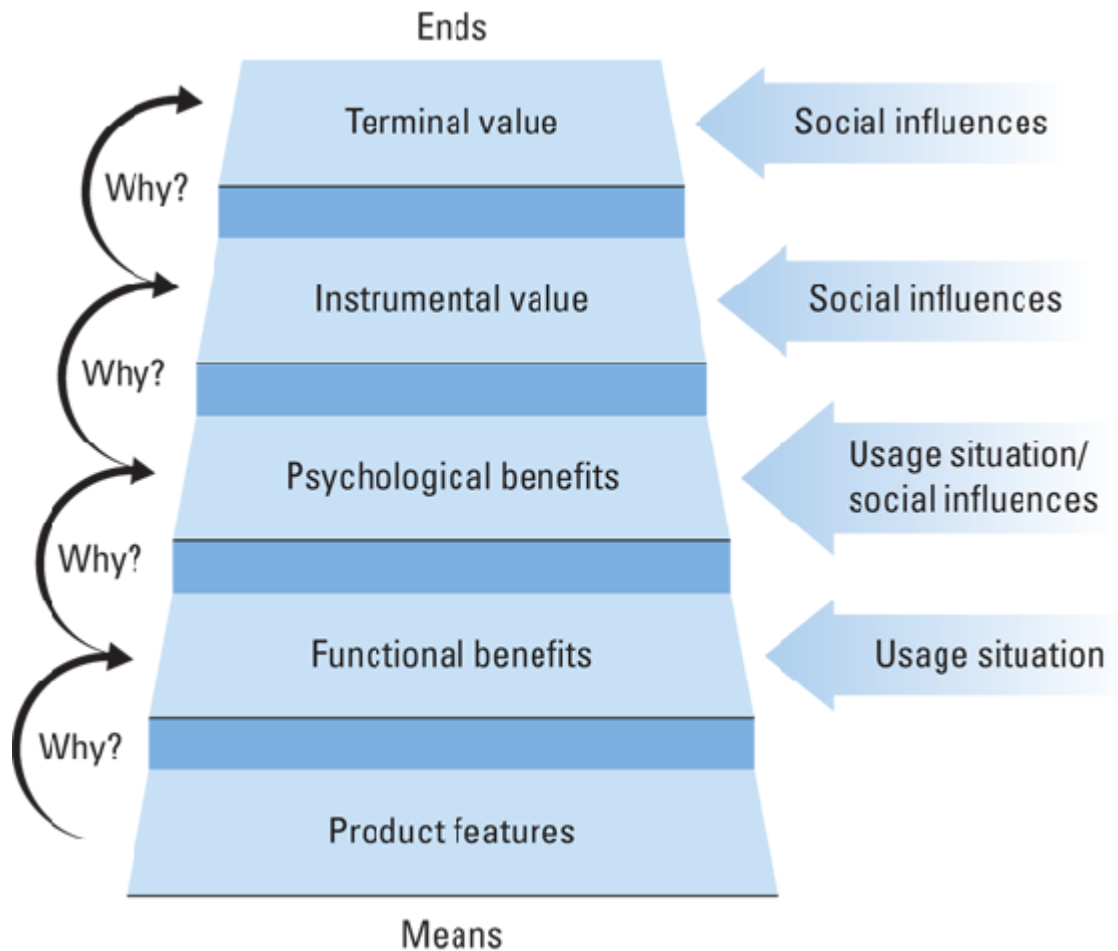 Ends
Terminal value
Social influences
Why?
Instrumental value
Social influences
Why?
Psychological benefits
Usage situation/
social influences
Why?
Functional benefits
Usage situation
Why?
Product features
Means